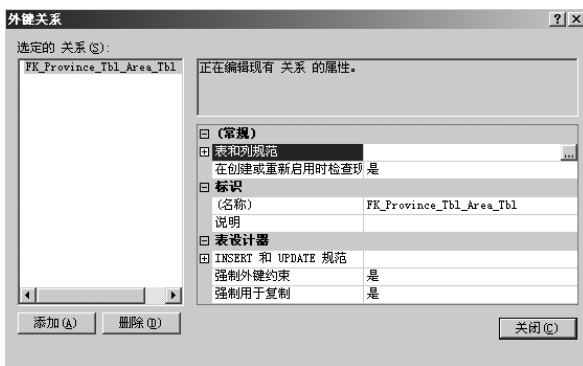 外键关系
选定的 关系(S):
FK_Province_Tbl_Area_Tbl
正在编辑现有 关系 的属性。
(常规)
表和列规范 ...
在创建或重新启用时检查现 是
标识
(名称) FK_Province_Tbl_Area_Tbl
说明
表设计器
INSERT 和 UPDATE 规范
强制外键约束 是
强制用于复制 是
添加(A) 删除(D)
关闭(C)